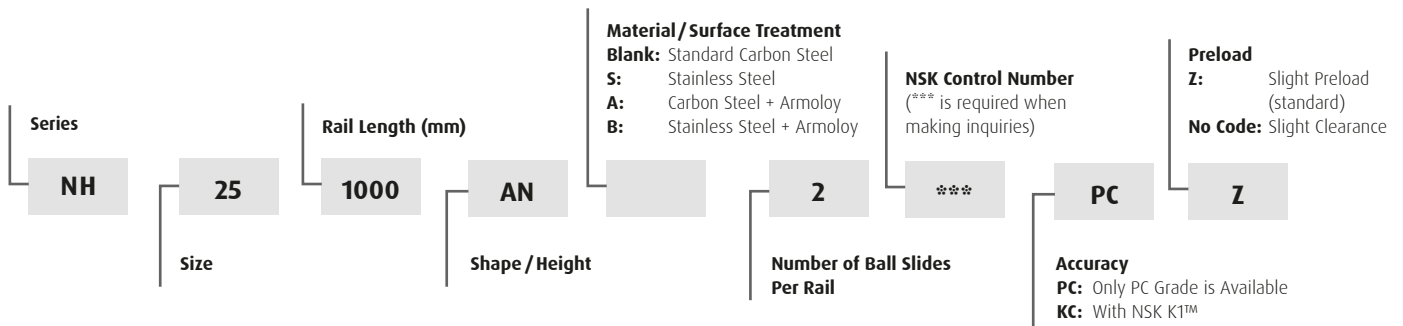 Material / Surface Treatment
Blank: Standard Carbon Steel
S: Stainless Steel
A: Carbon Steel + Armoloy
B: Stainless Steel + Armoloy
NSK Control Number
(*** is required when
making inquiries)
Preload
Z: Slight Preload
(standard)
No Code: Slight Clearance
Series
Rail Length (mm)
NH
25
1000
AN
2
***
PC
Z
Size
Shape / Height
Number of Ball Slides
Per Rail
Accuracy
PC: Only PC Grade is Available
KC: With NSK K1™